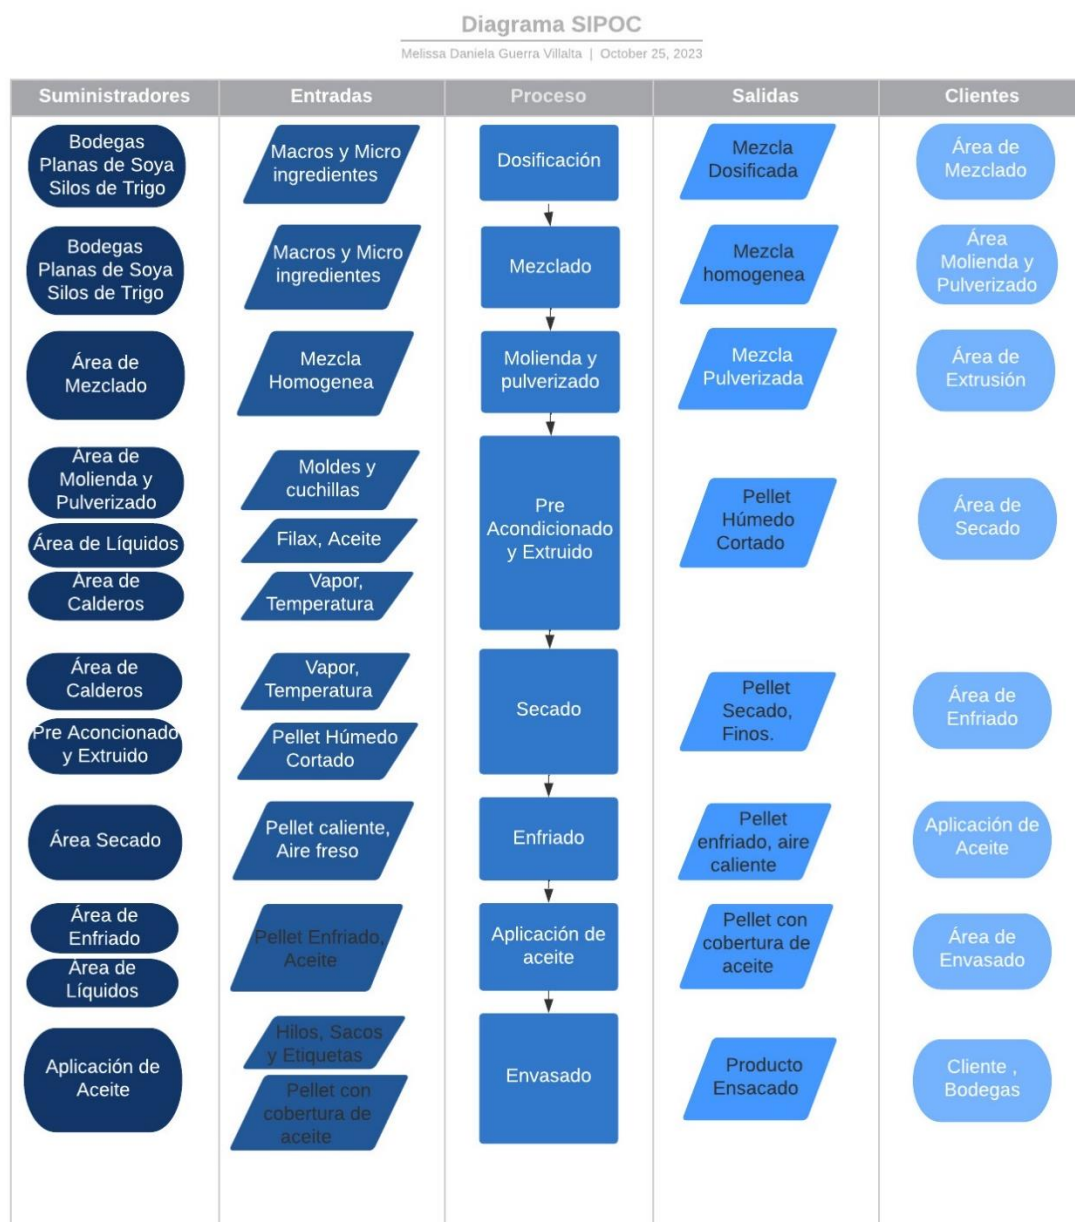 Diagrama SIPOC
Melissa Daniela Guerra Villalta | October 25, 2023
Suministradores
Entradas
Proceso
Salidas
Clientes
Bodegas
Planas de Soya
Silos de Trigo
Macros y Micro
ingredientes
Dosificación
Mezcla
Dosificada
Área de
Mezclado
Bodegas
Planas de Soya
Silos de Trigo
Macros y Micro
ingredientes
Mezclado
Mezcla
homogenea
Área
Molienda y
Pulverizado
Área de
Mezclado
Mezcla
Homogenea
Molienda y
pulverizado
Mezcla
Pulverizada
Área de
Extrusión
Área de
Molienda y
Pulverizado
Área de Líquidos
Área de
Calderos
Moldes y
cuchillas
Filax, Aceite
Vapor,
Temperatura
Pre
Acondicionado
y Extruido
Pellet
Húmedo
Cortado
Área de
Secado
Área de
Calderos
Pre Aconcionado
y Extruido
Vapor,
Temperatura
Pellet Húmedo
Cortado
Secado
Pellet
Secado,
Finos.
Área de
Enfriado
Área Secado
Pellet caliente,
Aire freso
Enfriado
Pellet
enfriado, aire
caliente
Aplicación de
Aceite
Área de
Enfriado
Área de
Líquidos
Pellet Enfriado,
Aceite
Aplicación de
aceite
Pellet con
cobertura de
aceite
Área de
Envasado
Aplicación de
Aceite
Hilos, Sacos
y Etiquetas
Pellet con
cobertura de
aceite
Envasado
Producto
Ensacado
Cliente ,
Bodegas